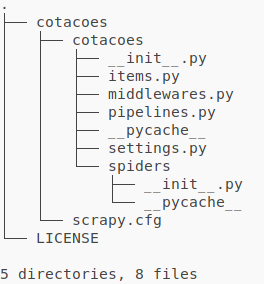 .
├── cotacoes
│   ├── cotacoes
│   │   ├── __init__.py
│   │   ├── items.py
│   │   ├── middlewares.py
│   │   ├── pipelines.py
│   │   ├── __pycache__
│   │   ├── settings.py
│   │   └── spiders
│   │       ├── __init__.py
│   │       └── __pycache__
│   └── scrapy.cfg
└── LICENSE

5 directories, 8 files